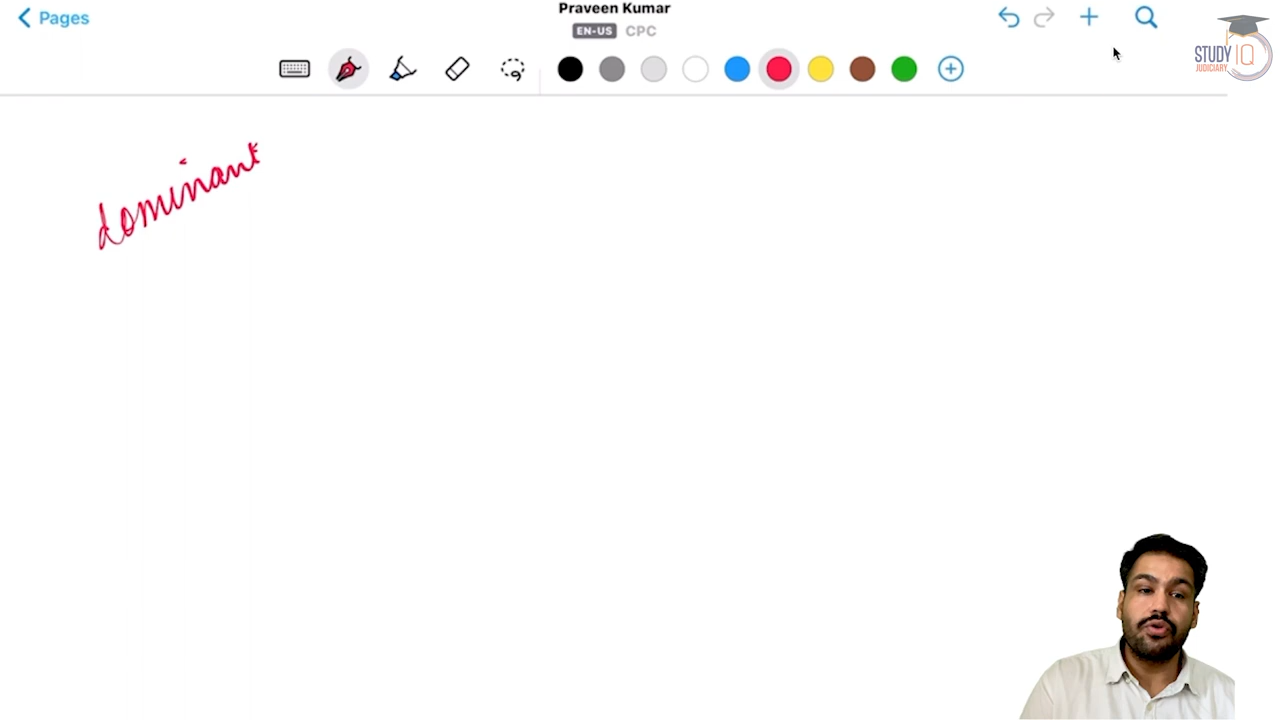 Pages
Praveen Kumar
EN-US CPC
STUDY IQ
JUDICIARY
dominant